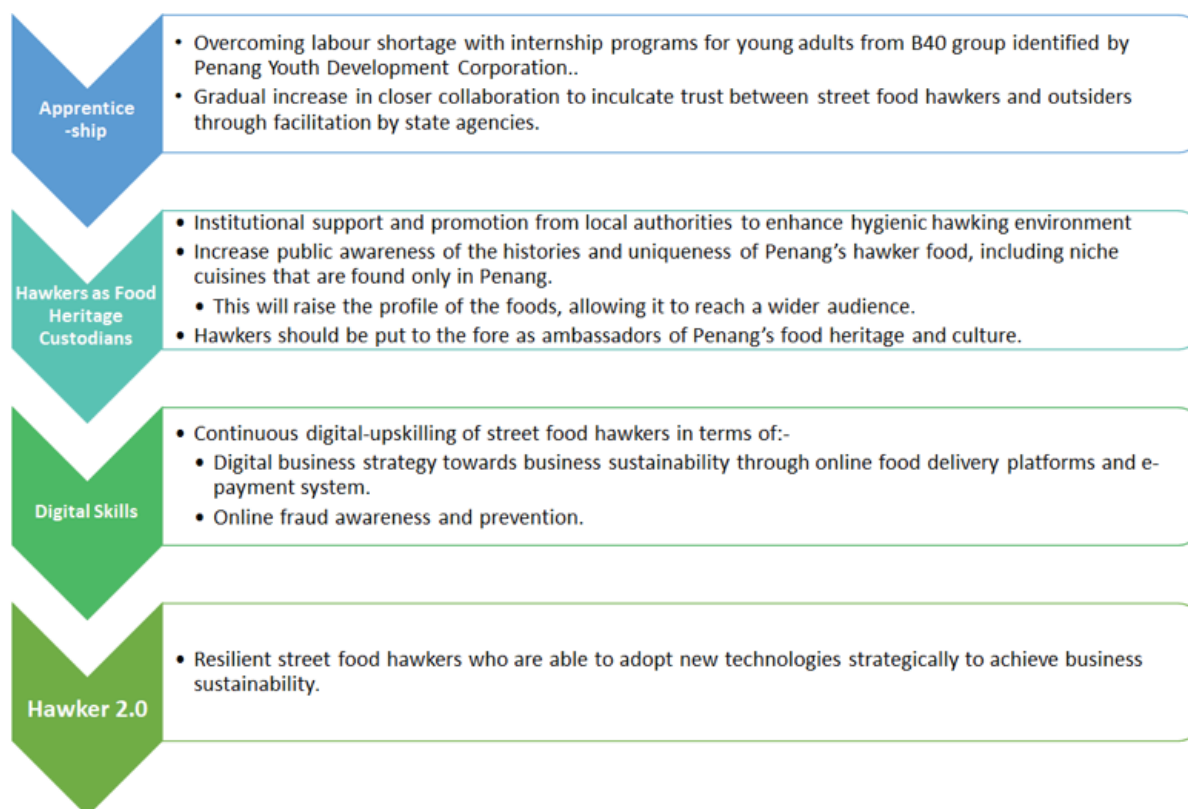 Apprentice
-ship
• Overcoming labour shortage with internship programs for young adults from B40 group identified by
Penang Youth Development Corporation..
• Gradual increase in closer collaboration to inculcate trust between street food hawkers and outsiders
through facilitation by state agencies.
Hawkers as Food
Heritage
Custodians
• Institutional support and promotion from local authorities to enhance hygienic hawking environment
• Increase public awareness of the histories and uniqueness of Penang's hawker food, including niche
cuisines that are found only in Penang.
• This will raise the profile of the foods, allowing it to reach a wider audience.
• Hawkers should be put to the fore as ambassadors of Penang's food heritage and culture.
Digital Skills
• Continuous digital-upskilling of street food hawkers in terms of:-
• Digital business strategy towards business sustainability through online food delivery platforms and e-
payment system.
• Online fraud awareness and prevention.
Hawker 2.0
• Resilient street food hawkers who are able to adopt new technologies strategically to achieve business
sustainability.